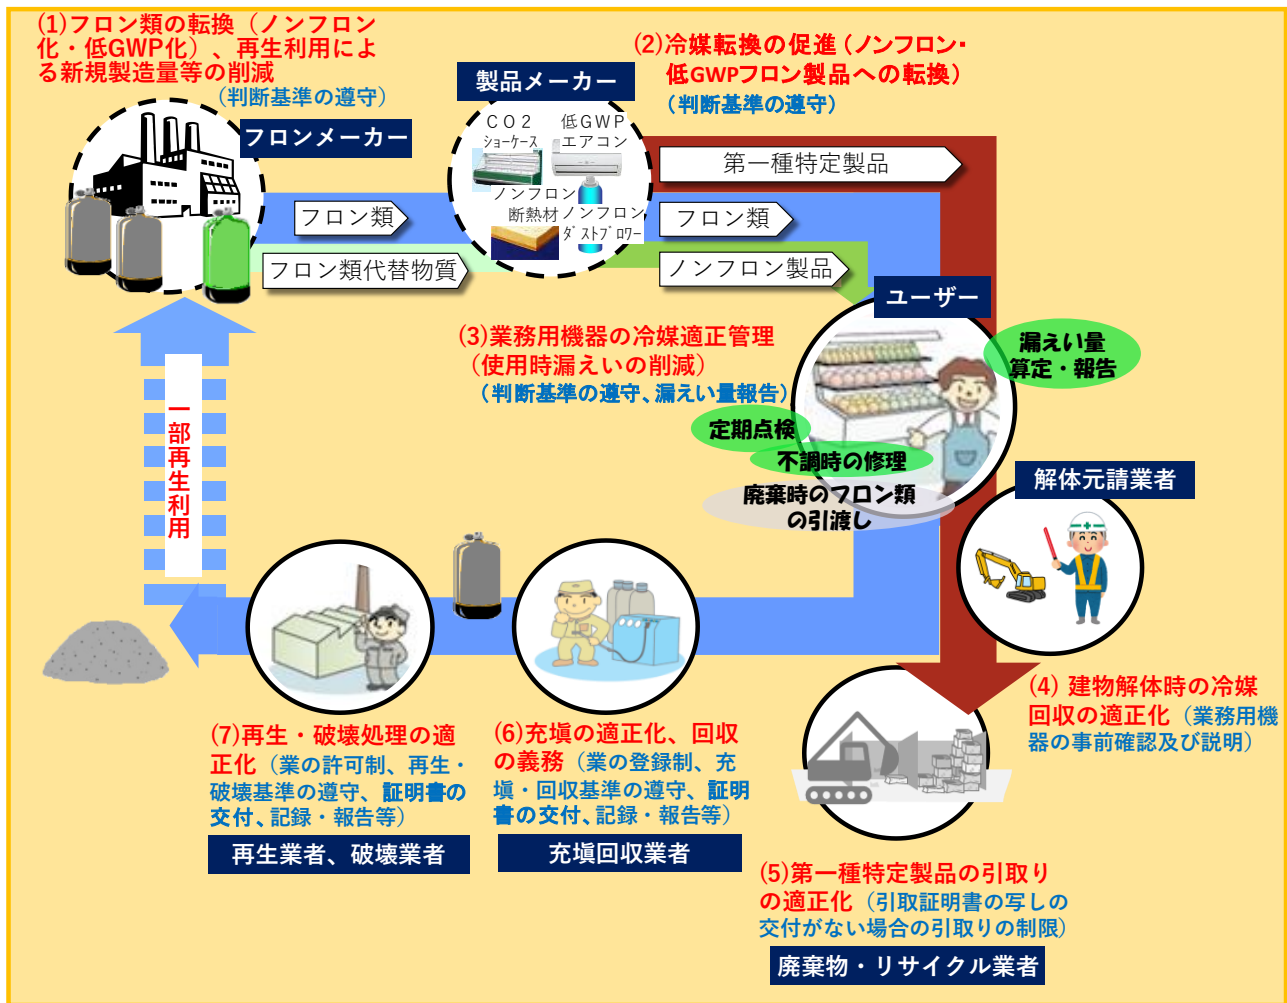 (1)フロン類の転換（ノンフロン
化・低GWP化）、再生利用によ
る新規製造量等の削減
（判断基準の遵守）
フロンメーカー
製品メーカー
(2)冷媒転換の促進（ノンフロン・
低GWPフロン製品への転換）
（判断基準の遵守）
ＣＯ２
ショーケース
低ＧＷＰ
エアコン
ノンフロン
断熱材
ノンフロン
ダストブロワー
第一種特定製品
フロン類
フロン類
フロン類代替物質
ノンフロン製品
ユーザー
(3)業務用機器の冷媒適正管理
（使用時漏えいの削減）
（判断基準の遵守、漏えい量報告）
漏えい量
算定・報告
定期点検
不調時の修理
廃棄時のフロン類
の引渡し
解体元請業者
一部再生利用
(4) 建物解体時の冷媒
回収の適正化（業務用機
器の事前確認及び説明）
(7)再生・破壊処理の適
正化（業の許可制、再生・
破壊基準の遵守、証明書の
交付、記録・報告等）
再生業者、破壊業者
(6)充塡の適正化、回収
の義務（業の登録制、充
塡・回収基準の遵守、証明
書の交付、記録・報告等）
充塡回収業者
(5)第一種特定製品の引取り
の適正化（引取証明書の写しの
交付がない場合の引取りの制限）
廃棄物・リサイクル業者